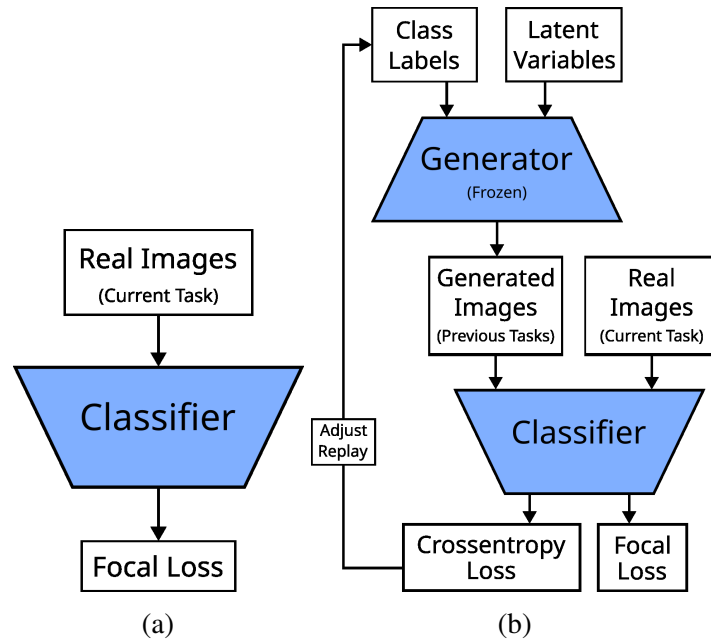 Real Images
(Current Task)
Classifier
Focal Loss
(a)
Class
Labels
Latent
Variables
Generator
(Frozen)
Generated
Images
(Previous Tasks)
Real
Images
(Current Task)
Classifier
Adjust
Replay
Crossentropy
Loss
Focal
Loss
(b)